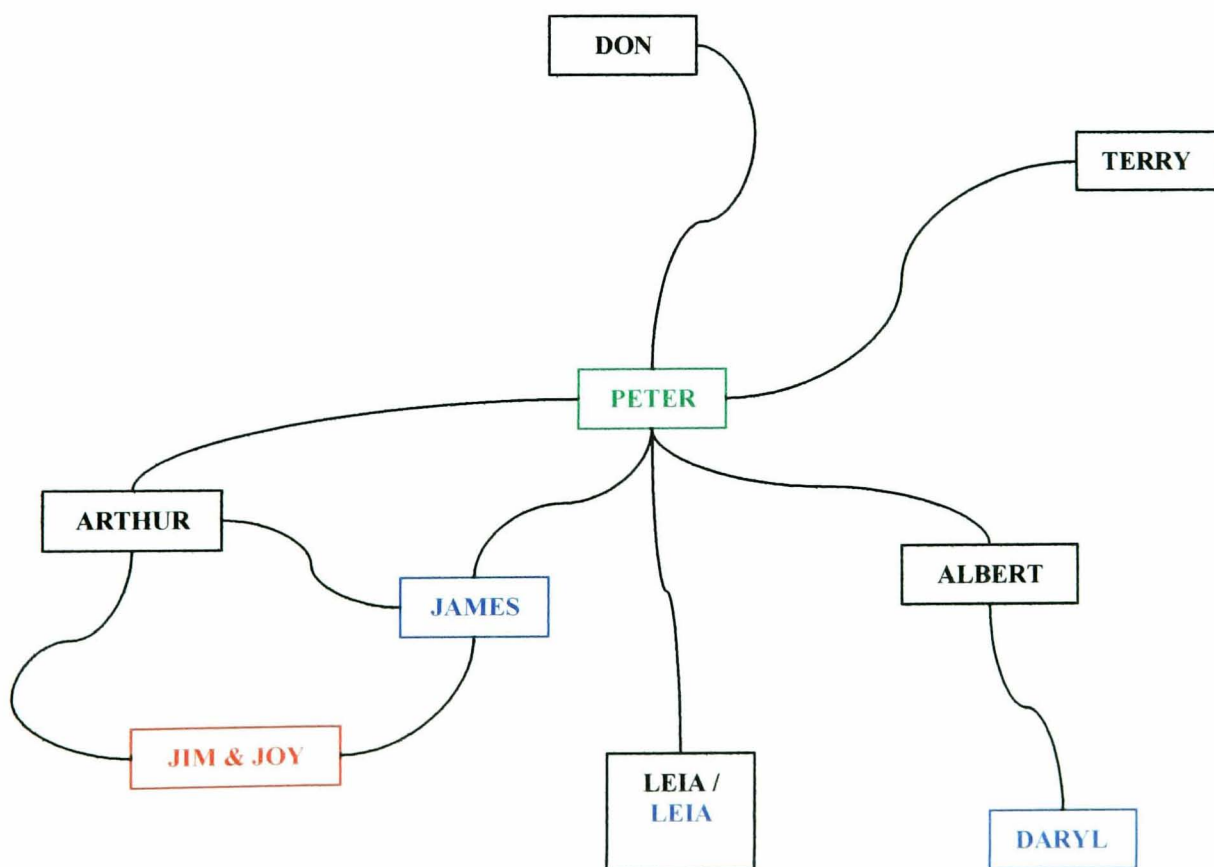 DON
TERRY
PETER
ARTHUR
ALBERT
JAMES
JIM & JOY
LEIA /
LEIA
DARYL